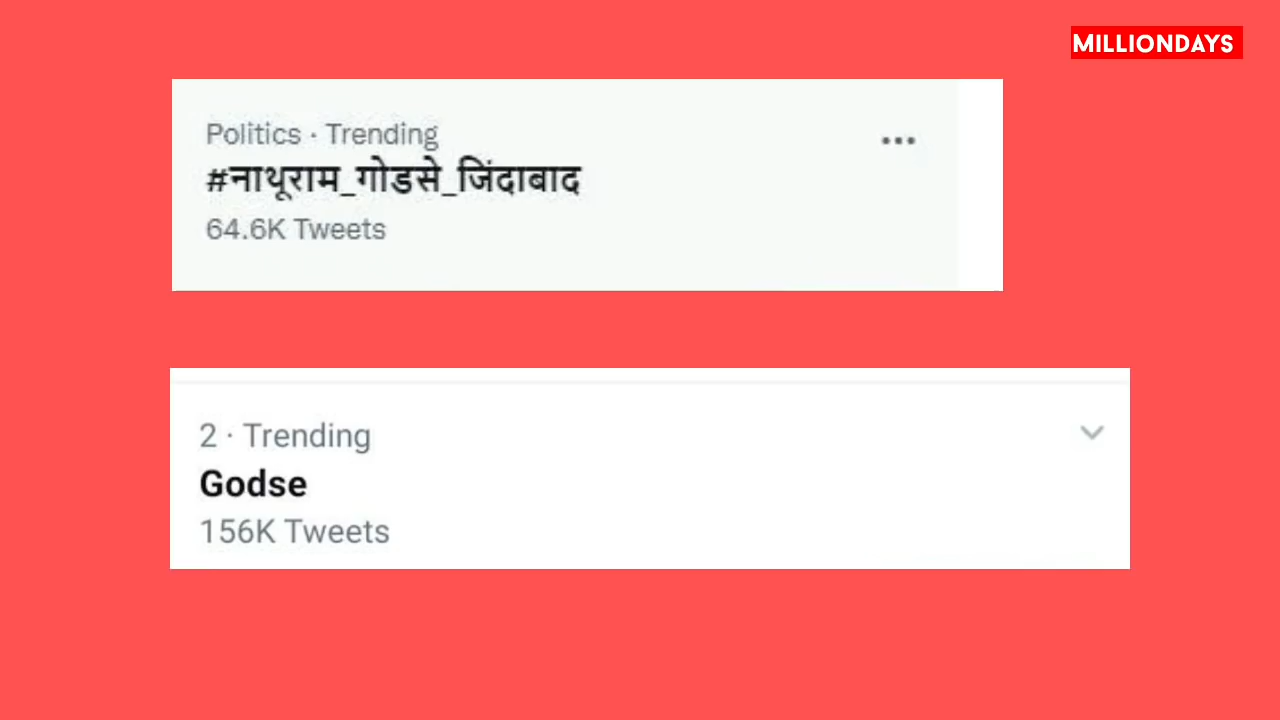 MILLIONDAYS
Politics · Trending
#नाथूराम_गोडसे_जिंदाबाद
64.6K Tweets
2 · Trending
Godse
156K Tweets